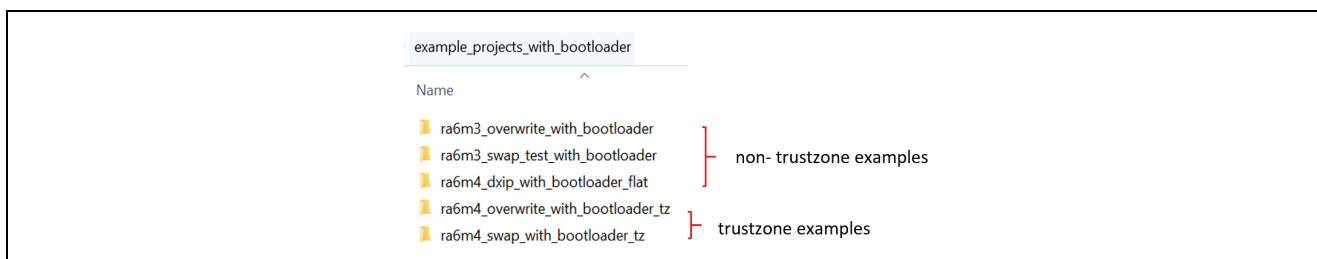 example_projects_with_bootloader
Name
ra6m3_overwrite_with_bootloader
ra6m3_swap_test_with_bootloader
non- trustzone examples
ra6m4_dxip_with_bootloader_flat
ra6m4_overwrite_with_bootloader_tz
trustzone examples
ra6m4_swap_with_bootloader_tz